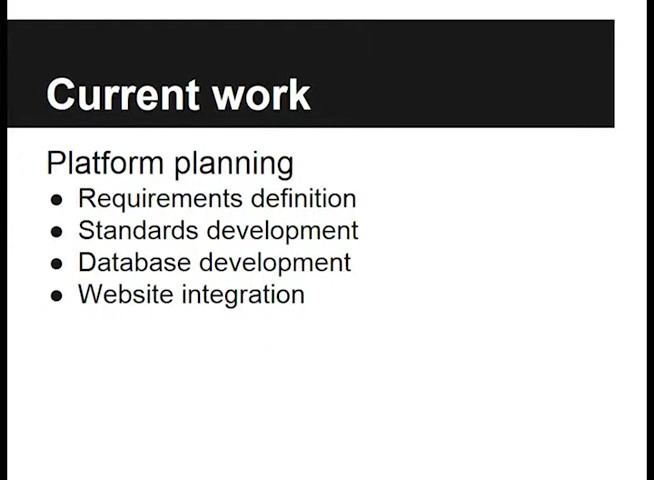 Current work
Platform planning
● Requirements definition
● Standards development
● Database development
● Website integration